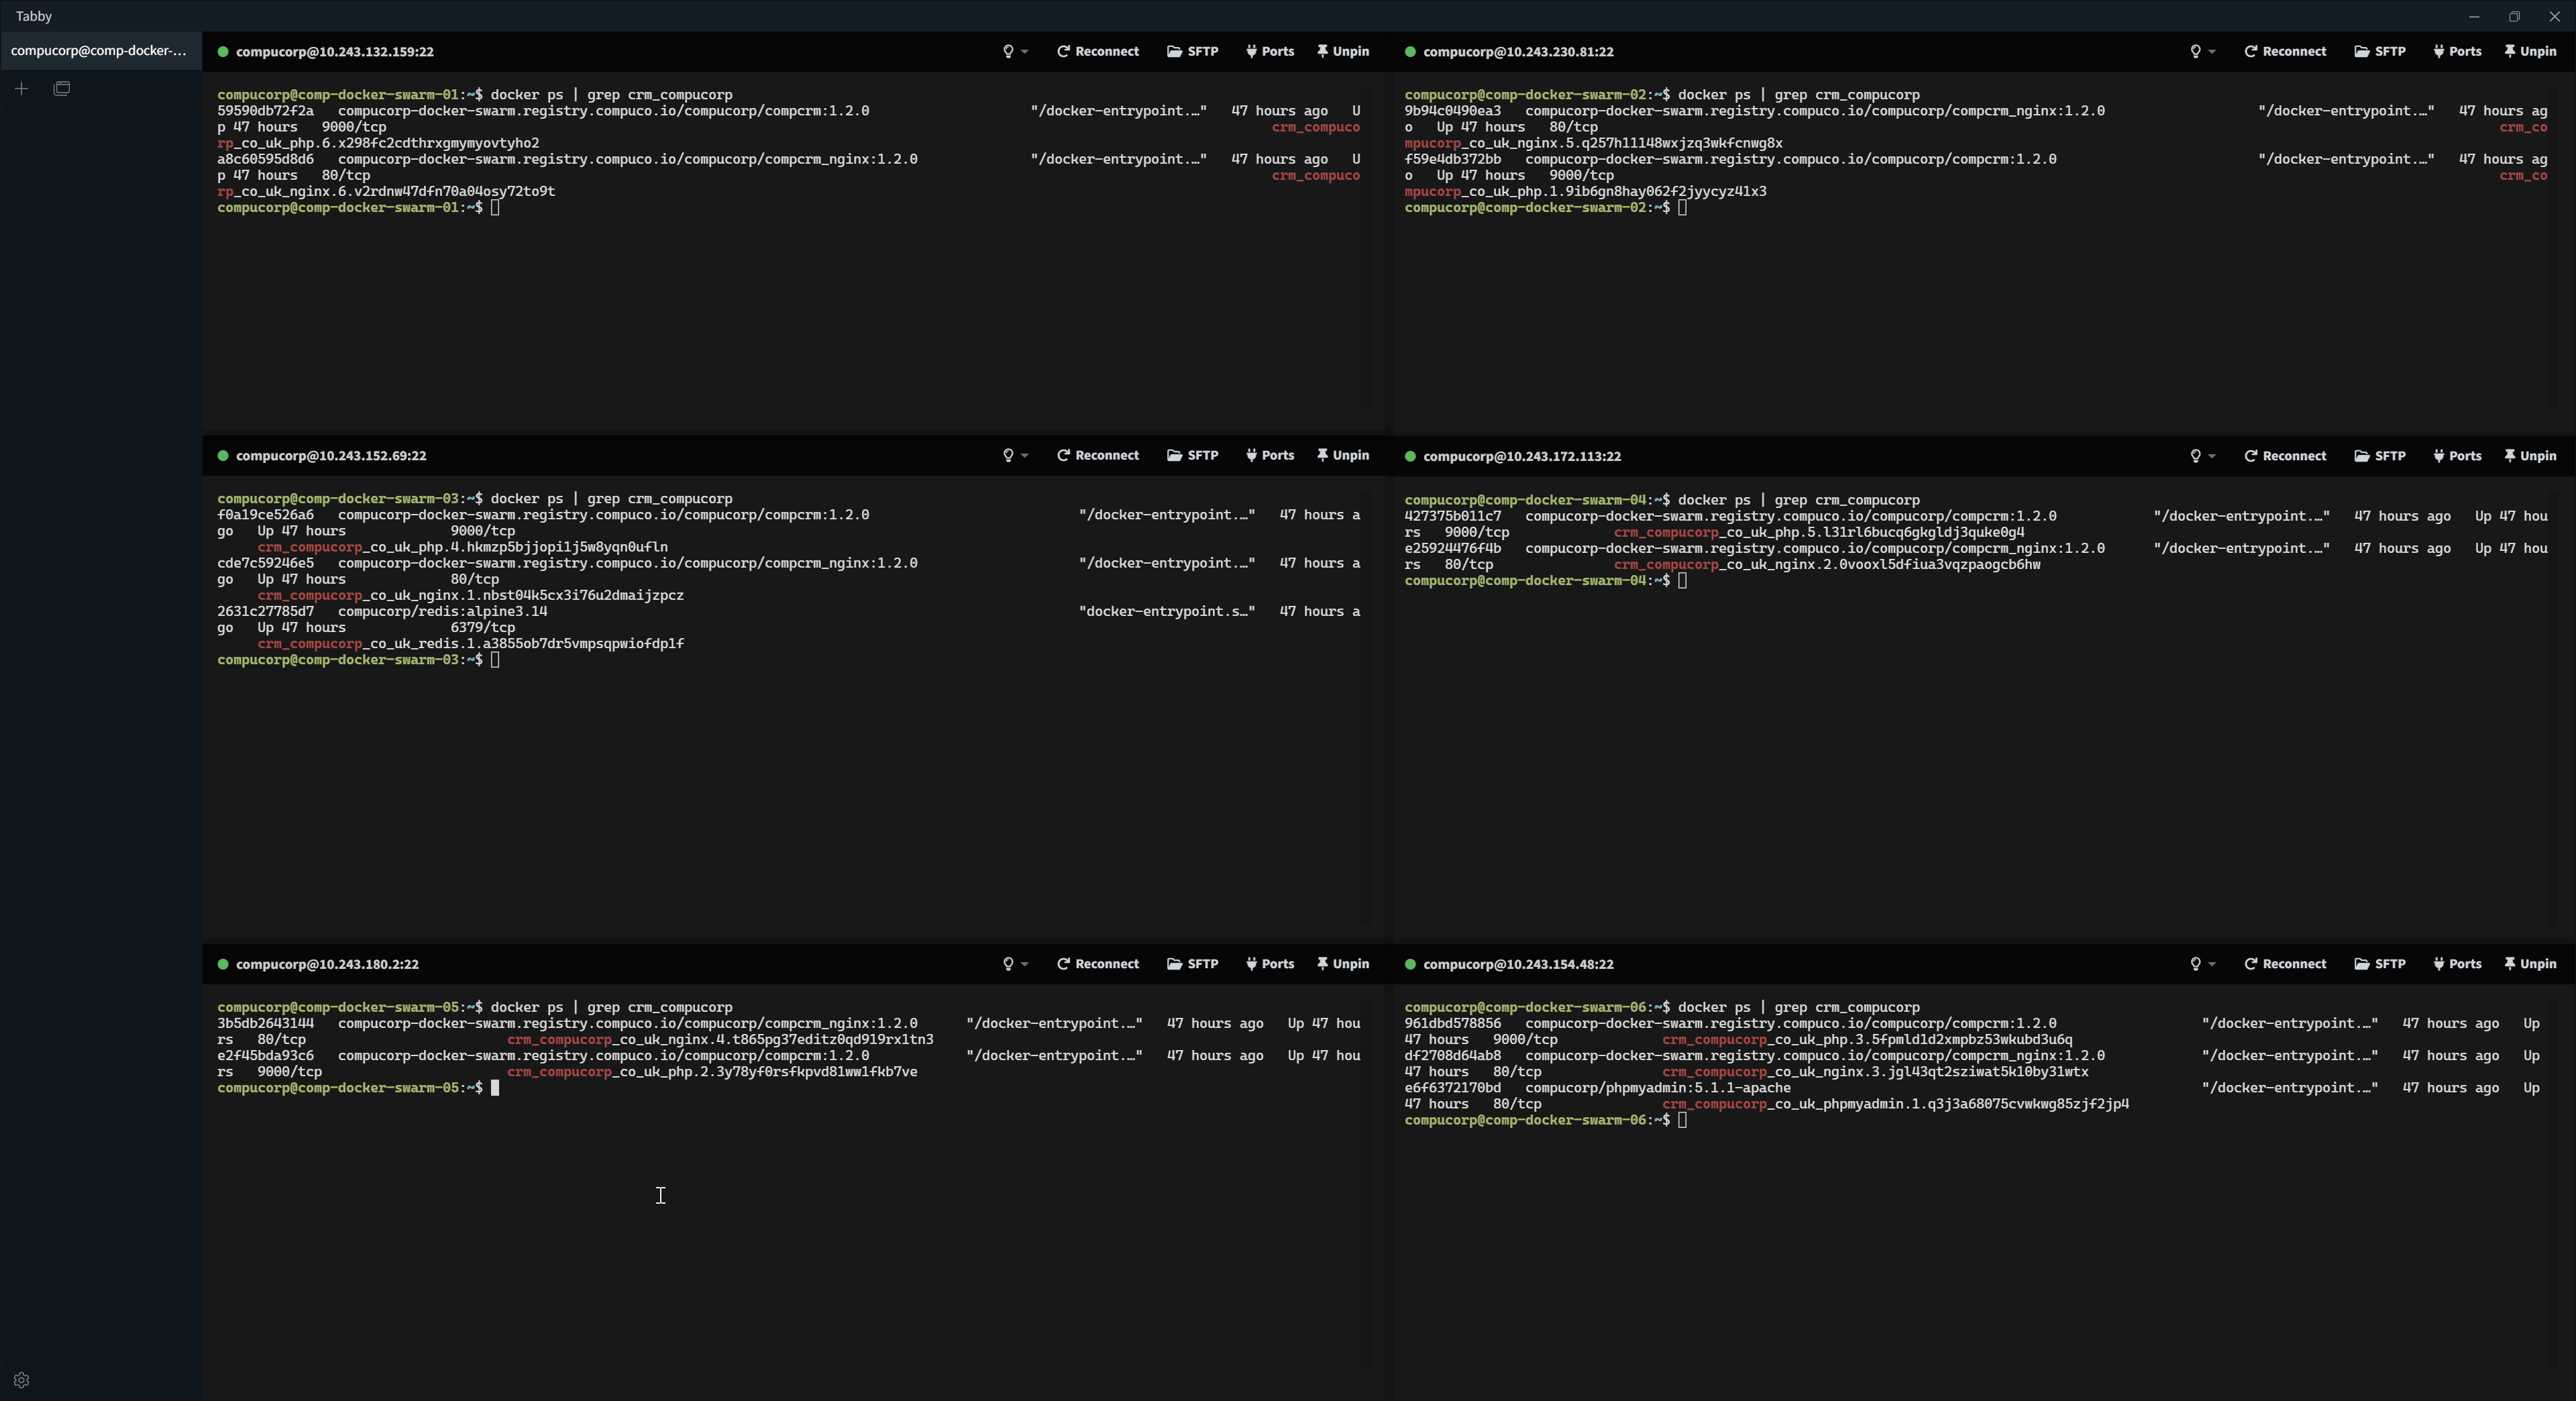 Tabby
compucorp@comp-docker-...
compucorp@10.243.132.159:22 Reconnect SFTP Ports Unpin
compucorp@comp-docker-swarm-01:~$ docker ps | grep crm_compucorp
59590db72f2a compucorp-docker-swarm.registry.compuco.io/compucorp/compcrm:1.2.0 "/docker-entrypoint.…" 47 hours ago U
p 47 hours 9000/tcp crm_compuco
rp_co_uk_php.6.x298fc2cdthrxgmymyovtyho2
a8c60595d8d6 compucorp-docker-swarm.registry.compuco.io/compucorp/compcrm_nginx:1.2.0 "/docker-entrypoint.…" 47 hours ago U
p 47 hours 80/tcp crm_compuco
rp_co_uk_nginx.6.v2rdnw47dfn70a04osy72to9t
compucorp@comp-docker-swarm-01:~$
compucorp@10.243.230.81:22 Reconnect SFTP Ports Unpin
compucorp@comp-docker-swarm-02:~$ docker ps | grep crm_compucorp
9b94c0490ea3 compucorp-docker-swarm.registry.compuco.io/compucorp/compcrm_nginx:1.2.0 "/docker-entrypoint.…" 47 hours ag
o Up 47 hours 80/tcp crm_co
mpucorp_co_uk_nginx.5.q257h11148wxjzq3wkfcnwg8x
f59e4db372bb compucorp-docker-swarm.registry.compuco.io/compucorp/compcrm:1.2.0 "/docker-entrypoint.…" 47 hours ag
o Up 47 hours 9000/tcp crm_co
mpucorp_co_uk_php.1.9ib6gn8hay062f2jyycyz41x3
compucorp@comp-docker-swarm-02:~$
compucorp@10.243.152.69:22 Reconnect SFTP Ports Unpin
compucorp@comp-docker-swarm-03:~$ docker ps | grep crm_compucorp
f0a19ce526a6 compucorp-docker-swarm.registry.compuco.io/compucorp/compcrm:1.2.0 "/docker-entrypoint.…" 47 hours a
go Up 47 hours 9000/tcp
crm_compucorp_co_uk_php.4.hkmzp5bjjopi1j5w8yqn0ufln
cde7c59246e5 compucorp-docker-swarm.registry.compuco.io/compucorp/compcrm_nginx:1.2.0 "/docker-entrypoint.…" 47 hours a
go Up 47 hours 80/tcp
crm_compucorp_co_uk_nginx.1.nbst04k5cx3i76u2dmaijzpcz
2631c27785d7 compucorp/redis:alpine3.14 "docker-entrypoint.s…" 47 hours a
go Up 47 hours 6379/tcp
crm_compucorp_co_uk_redis.1.a3855ob7dr5vmpsqpwiofdp1f
compucorp@comp-docker-swarm-03:~$
compucorp@10.243.172.113:22 Reconnect SFTP Ports Unpin
compucorp@comp-docker-swarm-04:~$ docker ps | grep crm_compucorp
427375b011c7 compucorp-docker-swarm.registry.compuco.io/compucorp/compcrm:1.2.0 "/docker-entrypoint.…" 47 hours ago Up 47 hou
rs 9000/tcp crm_compucorp_co_uk_php.5.l31rl6bucq6gkgldj3quke0g4
e25924476f4b compucorp-docker-swarm.registry.compuco.io/compucorp/compcrm_nginx:1.2.0 "/docker-entrypoint.…" 47 hours ago Up 47 hou
rs 80/tcp crm_compucorp_co_uk_nginx.2.0vooxl5dfiua3vqzpaogcb6hw
compucorp@comp-docker-swarm-04:~$
compucorp@10.243.180.2:22 Reconnect SFTP Ports Unpin
compucorp@comp-docker-swarm-05:~$ docker ps | grep crm_compucorp
3b5db2643144 compucorp-docker-swarm.registry.compuco.io/compucorp/compcrm_nginx:1.2.0 "/docker-entrypoint.…" 47 hours ago Up 47 hou
rs 80/tcp crm_compucorp_co_uk_nginx.4.t865pg37editz0qd919rx1tn3
e2f45bda93c6 compucorp-docker-swarm.registry.compuco.io/compucorp/compcrm:1.2.0 "/docker-entrypoint.…" 47 hours ago Up 47 hou
rs 9000/tcp crm_compucorp_co_uk_php.2.3y78yf0rsfkpvd81ww1fkb7ve
compucorp@comp-docker-swarm-05:~$
compucorp@10.243.154.48:22 Reconnect SFTP Ports Unpin
compucorp@comp-docker-swarm-06:~$ docker ps | grep crm_compucorp
961dbd578856 compucorp-docker-swarm.registry.compuco.io/compucorp/compcrm:1.2.0 "/docker-entrypoint.…" 47 hours ago Up
47 hours 9000/tcp crm_compucorp_co_uk_php.3.5fpmld1d2xmpbz53wkubd3u6q
df2708d64ab8 compucorp-docker-swarm.registry.compuco.io/compucorp/compcrm_nginx:1.2.0 "/docker-entrypoint.…" 47 hours ago Up
47 hours 80/tcp crm_compucorp_co_uk_nginx.3.jgl43qt2sziwat5k10by31wtx
e6f6372170bd compucorp/phpmyadmin:5.1.1-apache "/docker-entrypoint.…" 47 hours ago Up
47 hours 80/tcp crm_compucorp_co_uk_phpmyadmin.1.q3j3a68075cvwkwg85zjf2jp4
compucorp@comp-docker-swarm-06:~$